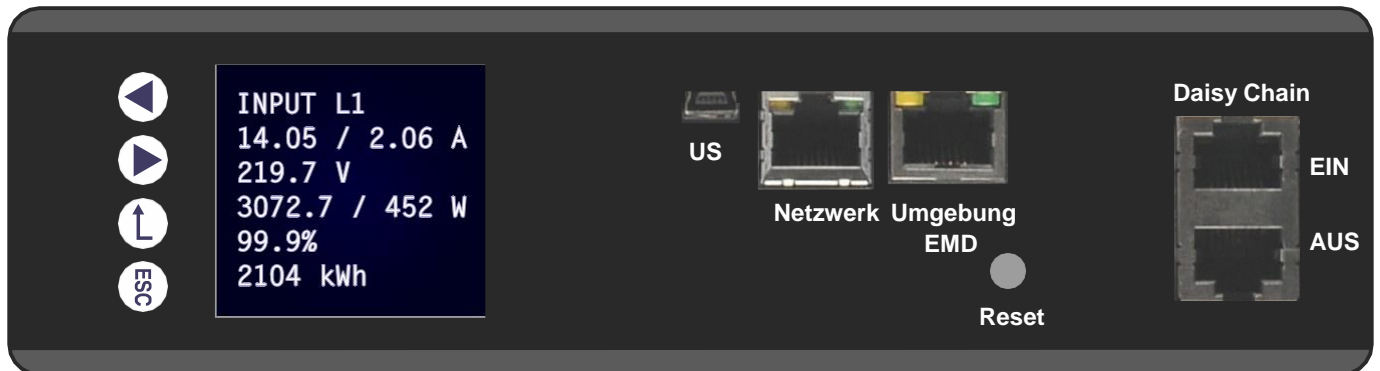 ESC
INPUT L1
14.05 / 2.06 A
219.7 V
3072.7 / 452 W
99.9%
2104 kWh
US
Netzwerk
Umgebung
EMD
Reset
Daisy Chain
EIN
AUS